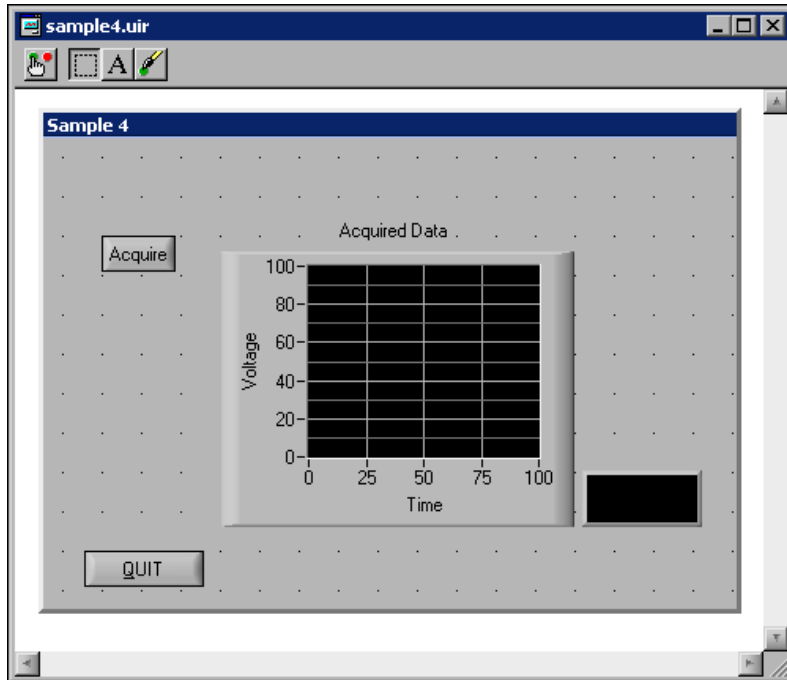 sample4.uir
A
Sample 4
Acquire
Acquired Data
Voltage
100
80
60
40
20
0
0 25 50 75 100
Time
QUIT